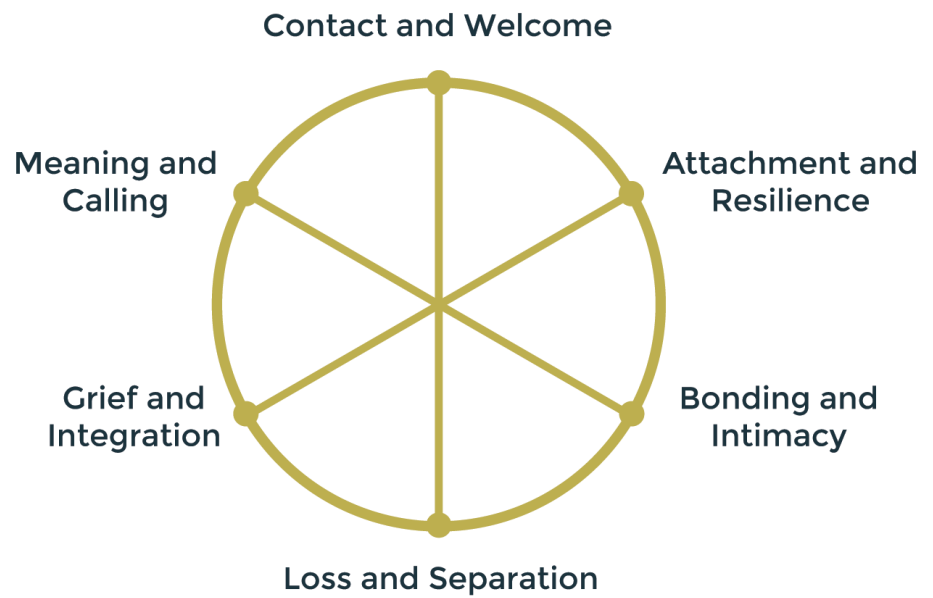 Contact and Welcome
Meaning and
Calling
Attachment and
Resilience
Grief and
Integration
Bonding and
Intimacy
Loss and Separation